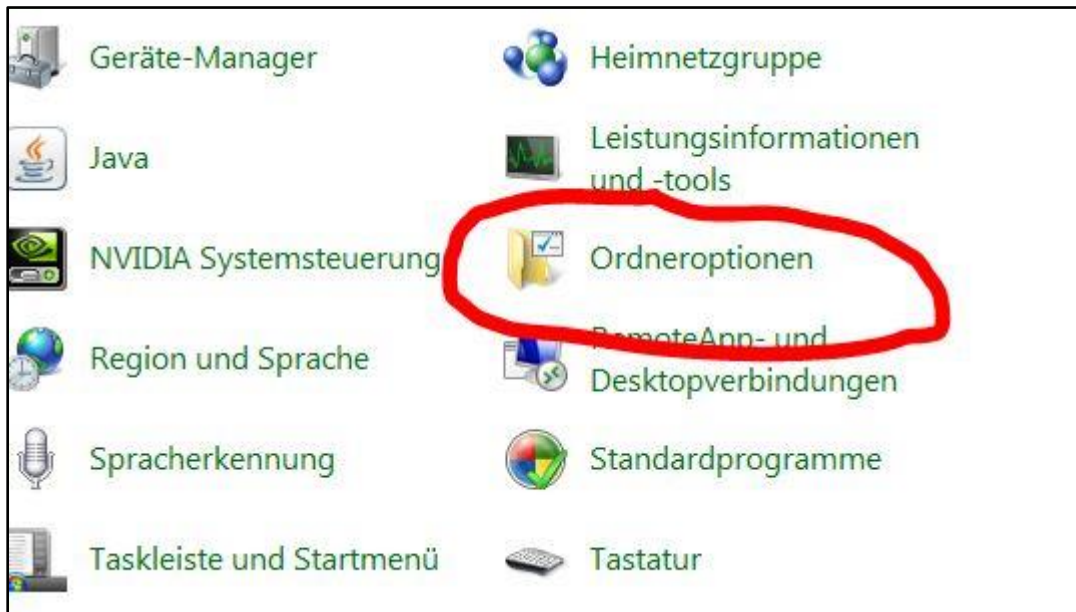 Geräte-Manager
Heimnetzgruppe
Java
Leistungsinformationen
und -tools
NVIDIA Systemsteuerung
Ordneroptionen
Region und Sprache
RemoteApp- und
Desktopverbindungen
Spracherkennung
Standardprogramme
Taskleiste und Startmenü
Tastatur